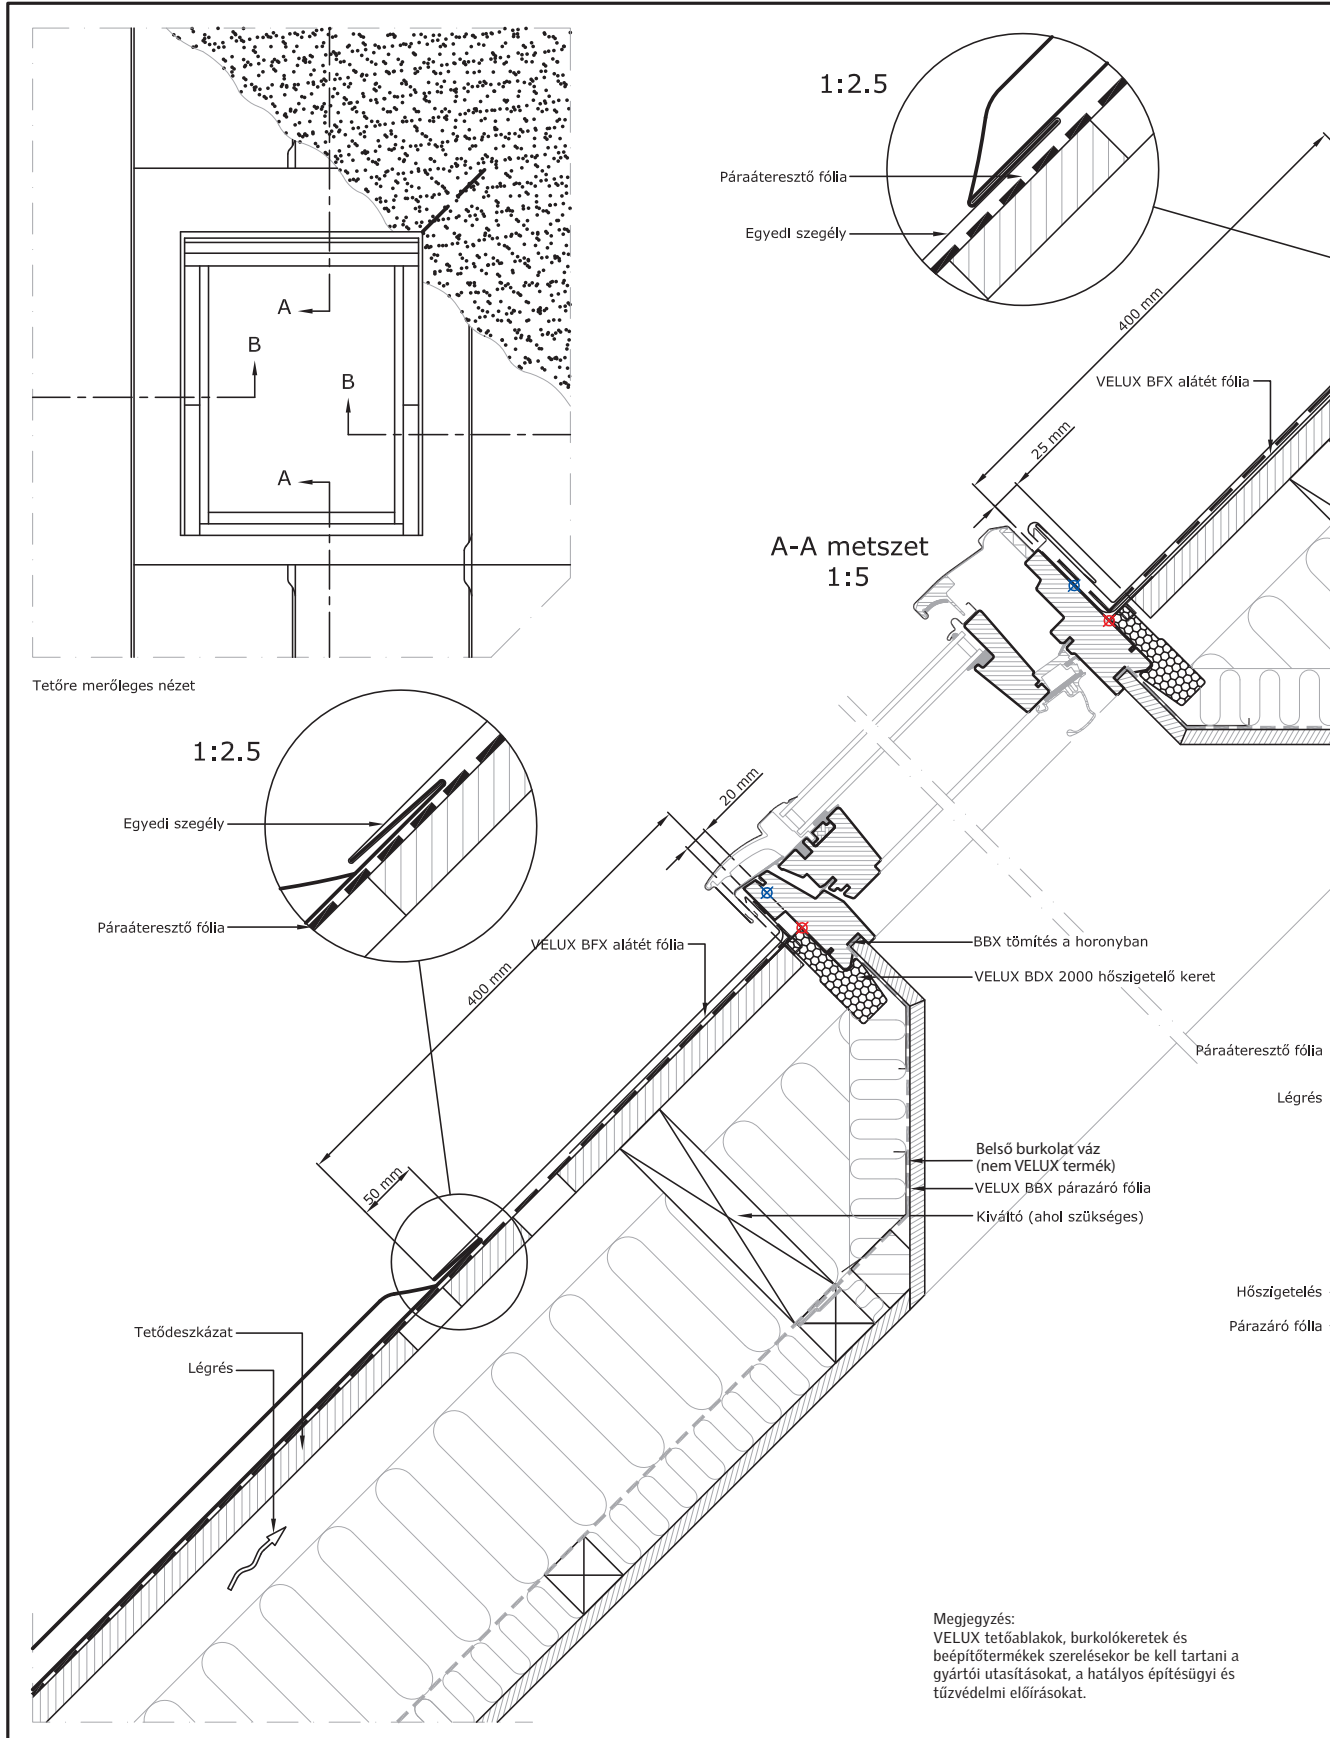 1:2.5
Páraáteresztő fólia
Egyedi szegély
400 mm
VELUX BFX alátét fólia
25 mm
A
B
B
A
A-A metszet
1:5
Tetőre merőleges nézet
1:2.5
Egyedi szegély
Páraáteresztő fólia
20 mm
VELUX BFX alátét fólia
400 mm
BBX tömítés a horonyban
VELUX BDX 2000 hőszigetelő keret
Páraáteresztő fólia
Légrés
Belső burkolat váz
(nem VELUX termék)
VELUX BBX párazáró fólia
Kiváltó (ahol szükséges)
50 mm
Hőszigetelés
Párazáró fólia
Tetődeszkázat
Légrés
Megjegyzés:
VELUX tetőablakok, burkolókeretek és
beépítőtermékek szerelésekor be kell tartani a
gyártói utasításokat, a hatályos építésügyi és
tűzvédelmi előírásokat.